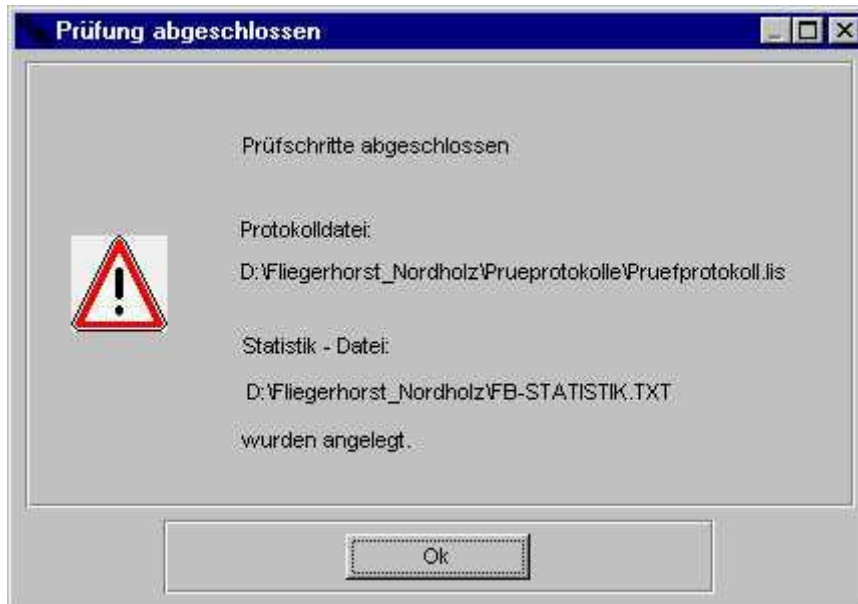 Prüfung abgeschlossen
Prüfschritte abgeschlossen
Protokolldatei:
D:\Fliegerhorst_Nordholz\Prueprotokolle\Pruefprotokoll.lis
Statistik - Datei:
D:\Fliegerhorst_Nordholz\FB-STATISTIK.TXT
wurden angelegt.
Ok